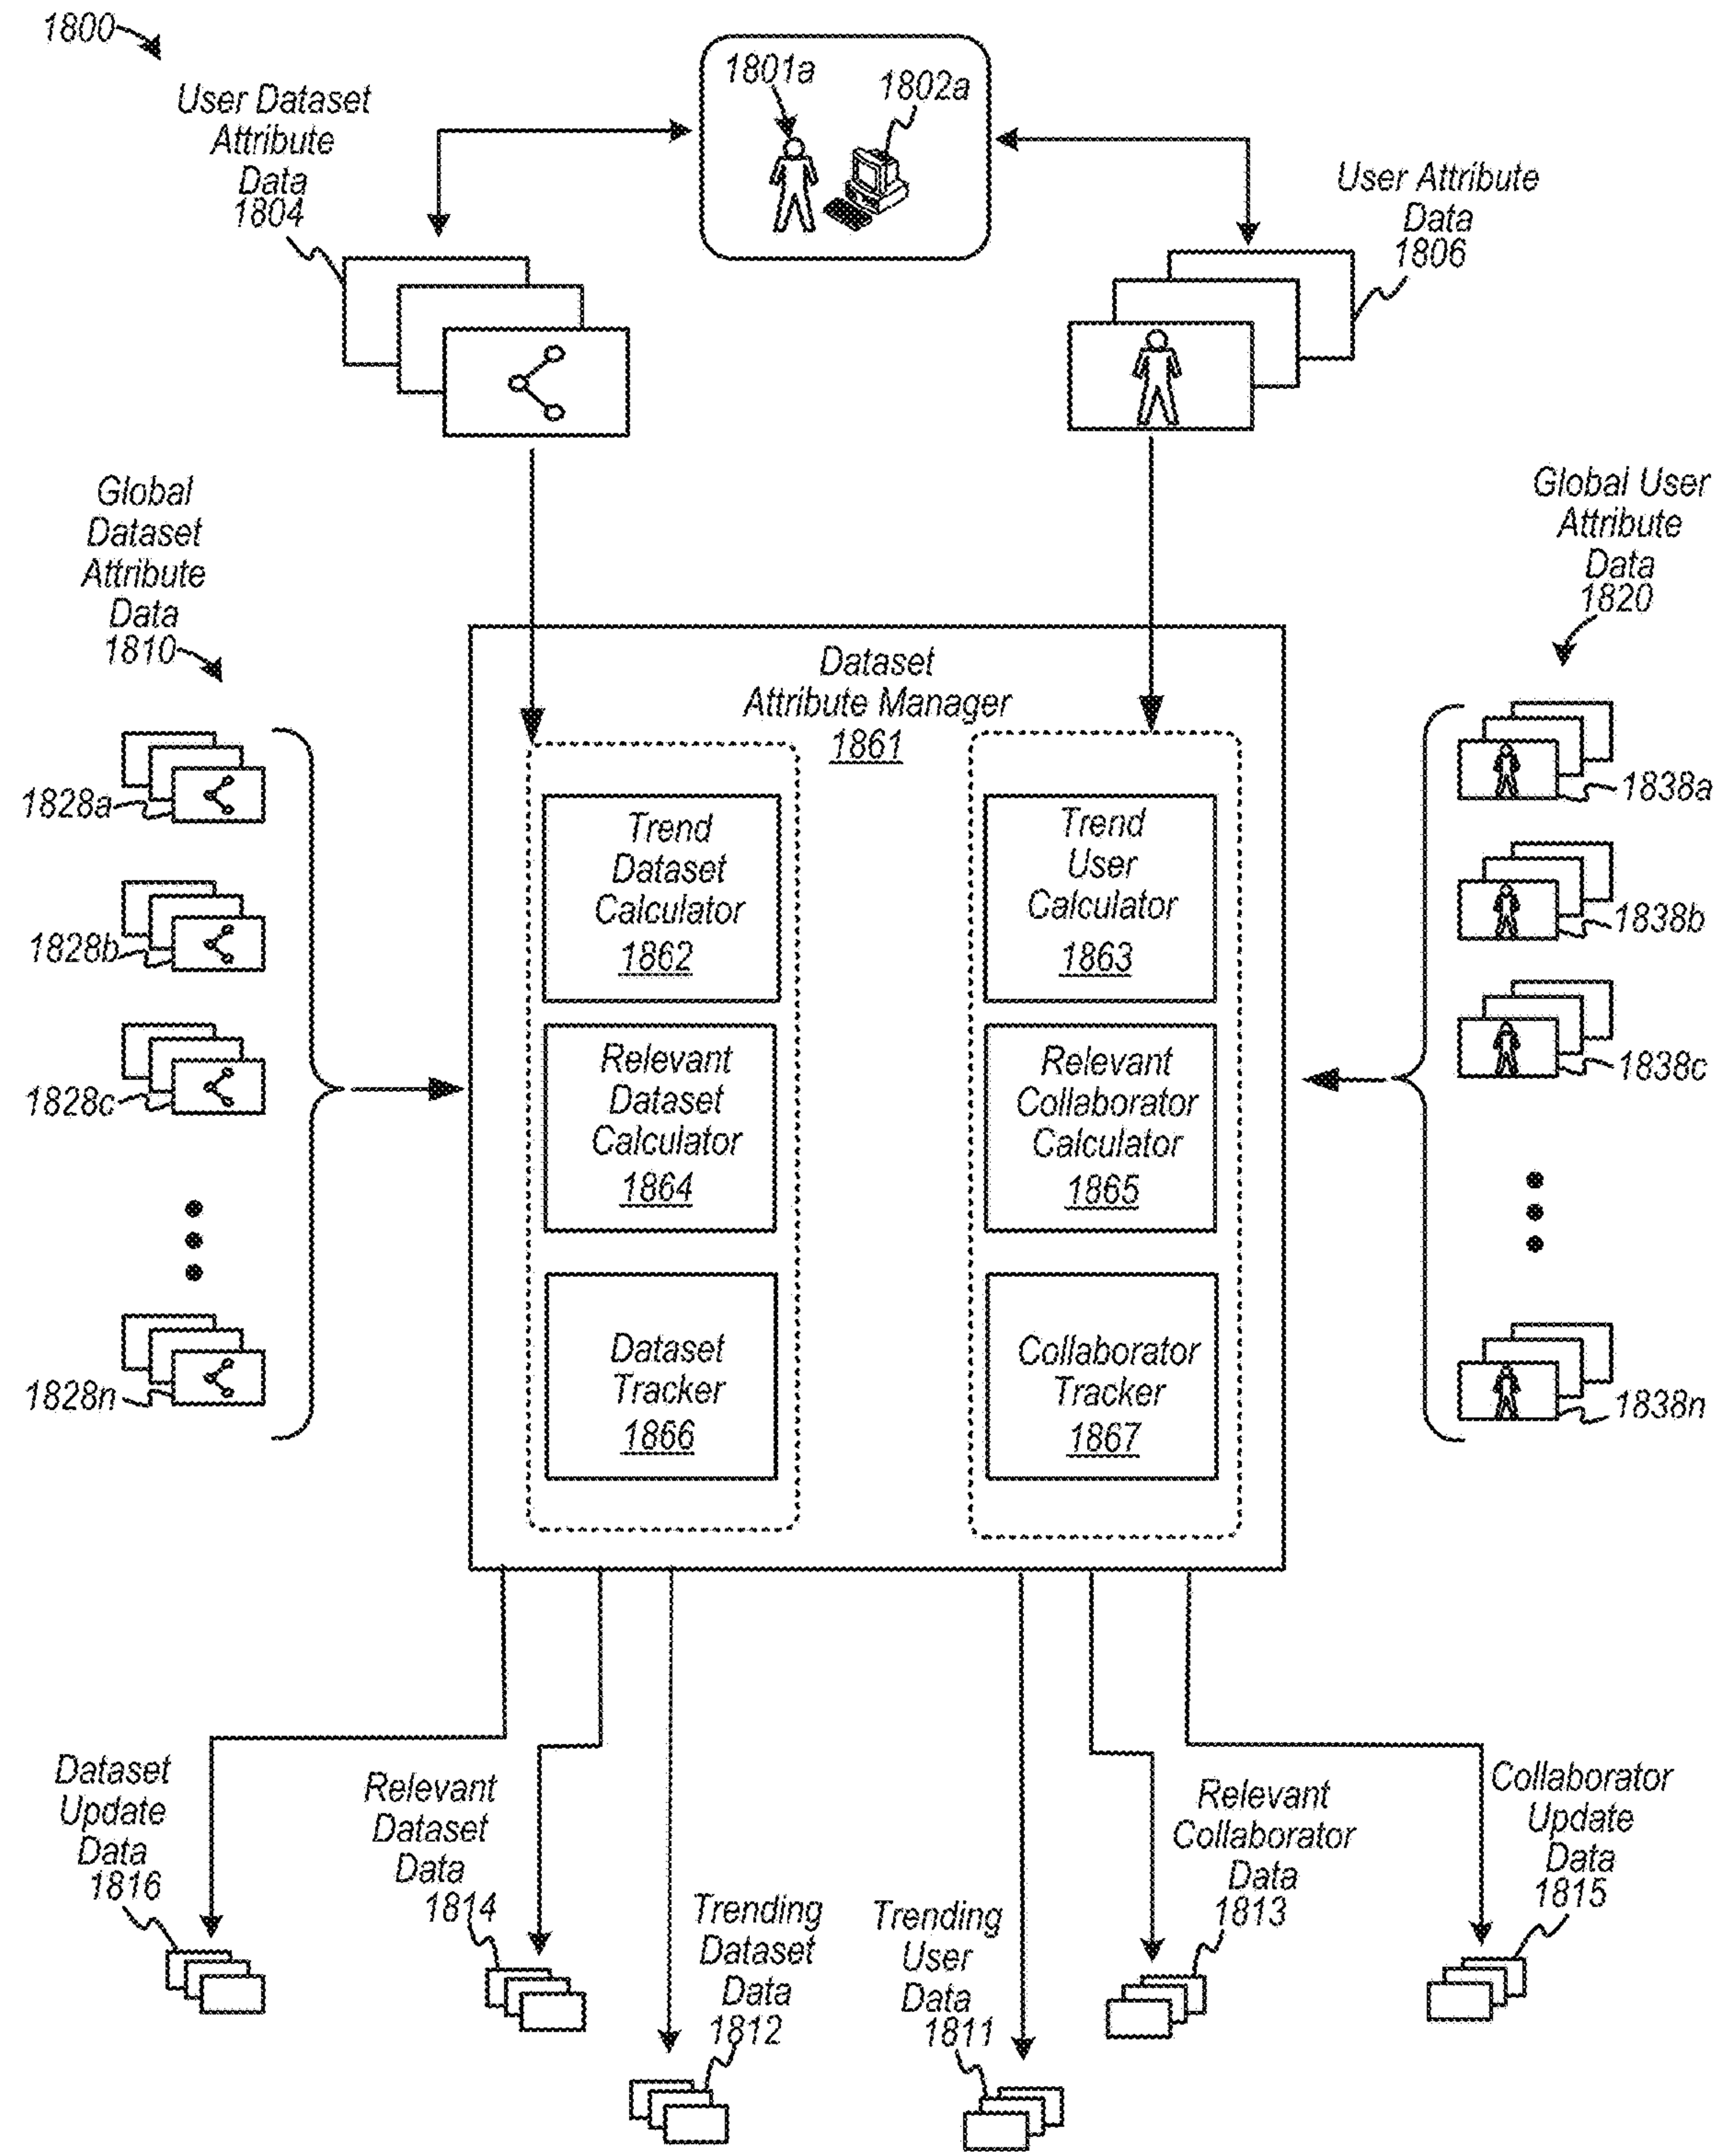 1800
1801a
1802a
User Dataset
Attribute
Data
1804
User Attribute
Data
1806
Global
Dataset
Attribute
Data
1810
Global User
Attribute
Data
1820
Dataset
Attribute Manager
1861
1828a
1828b
1828c
1828n
Trend
Dataset
Calculator
1862
Relevant
Dataset
Calculator
1864
Dataset
Tracker
1866
Trend
User
Calculator
1863
Relevant
Collaborator
Calculator
1865
Collaborator
Tracker
1867
1838a
1838b
1838c
1838n
Dataset
Update
Data
1816
Relevant
Dataset
Data
1814
Trending
Dataset
Data
1812
Trending
User
Data
1811
Relevant
Collaborator
Data
1813
Collaborator
Update
Data
1815